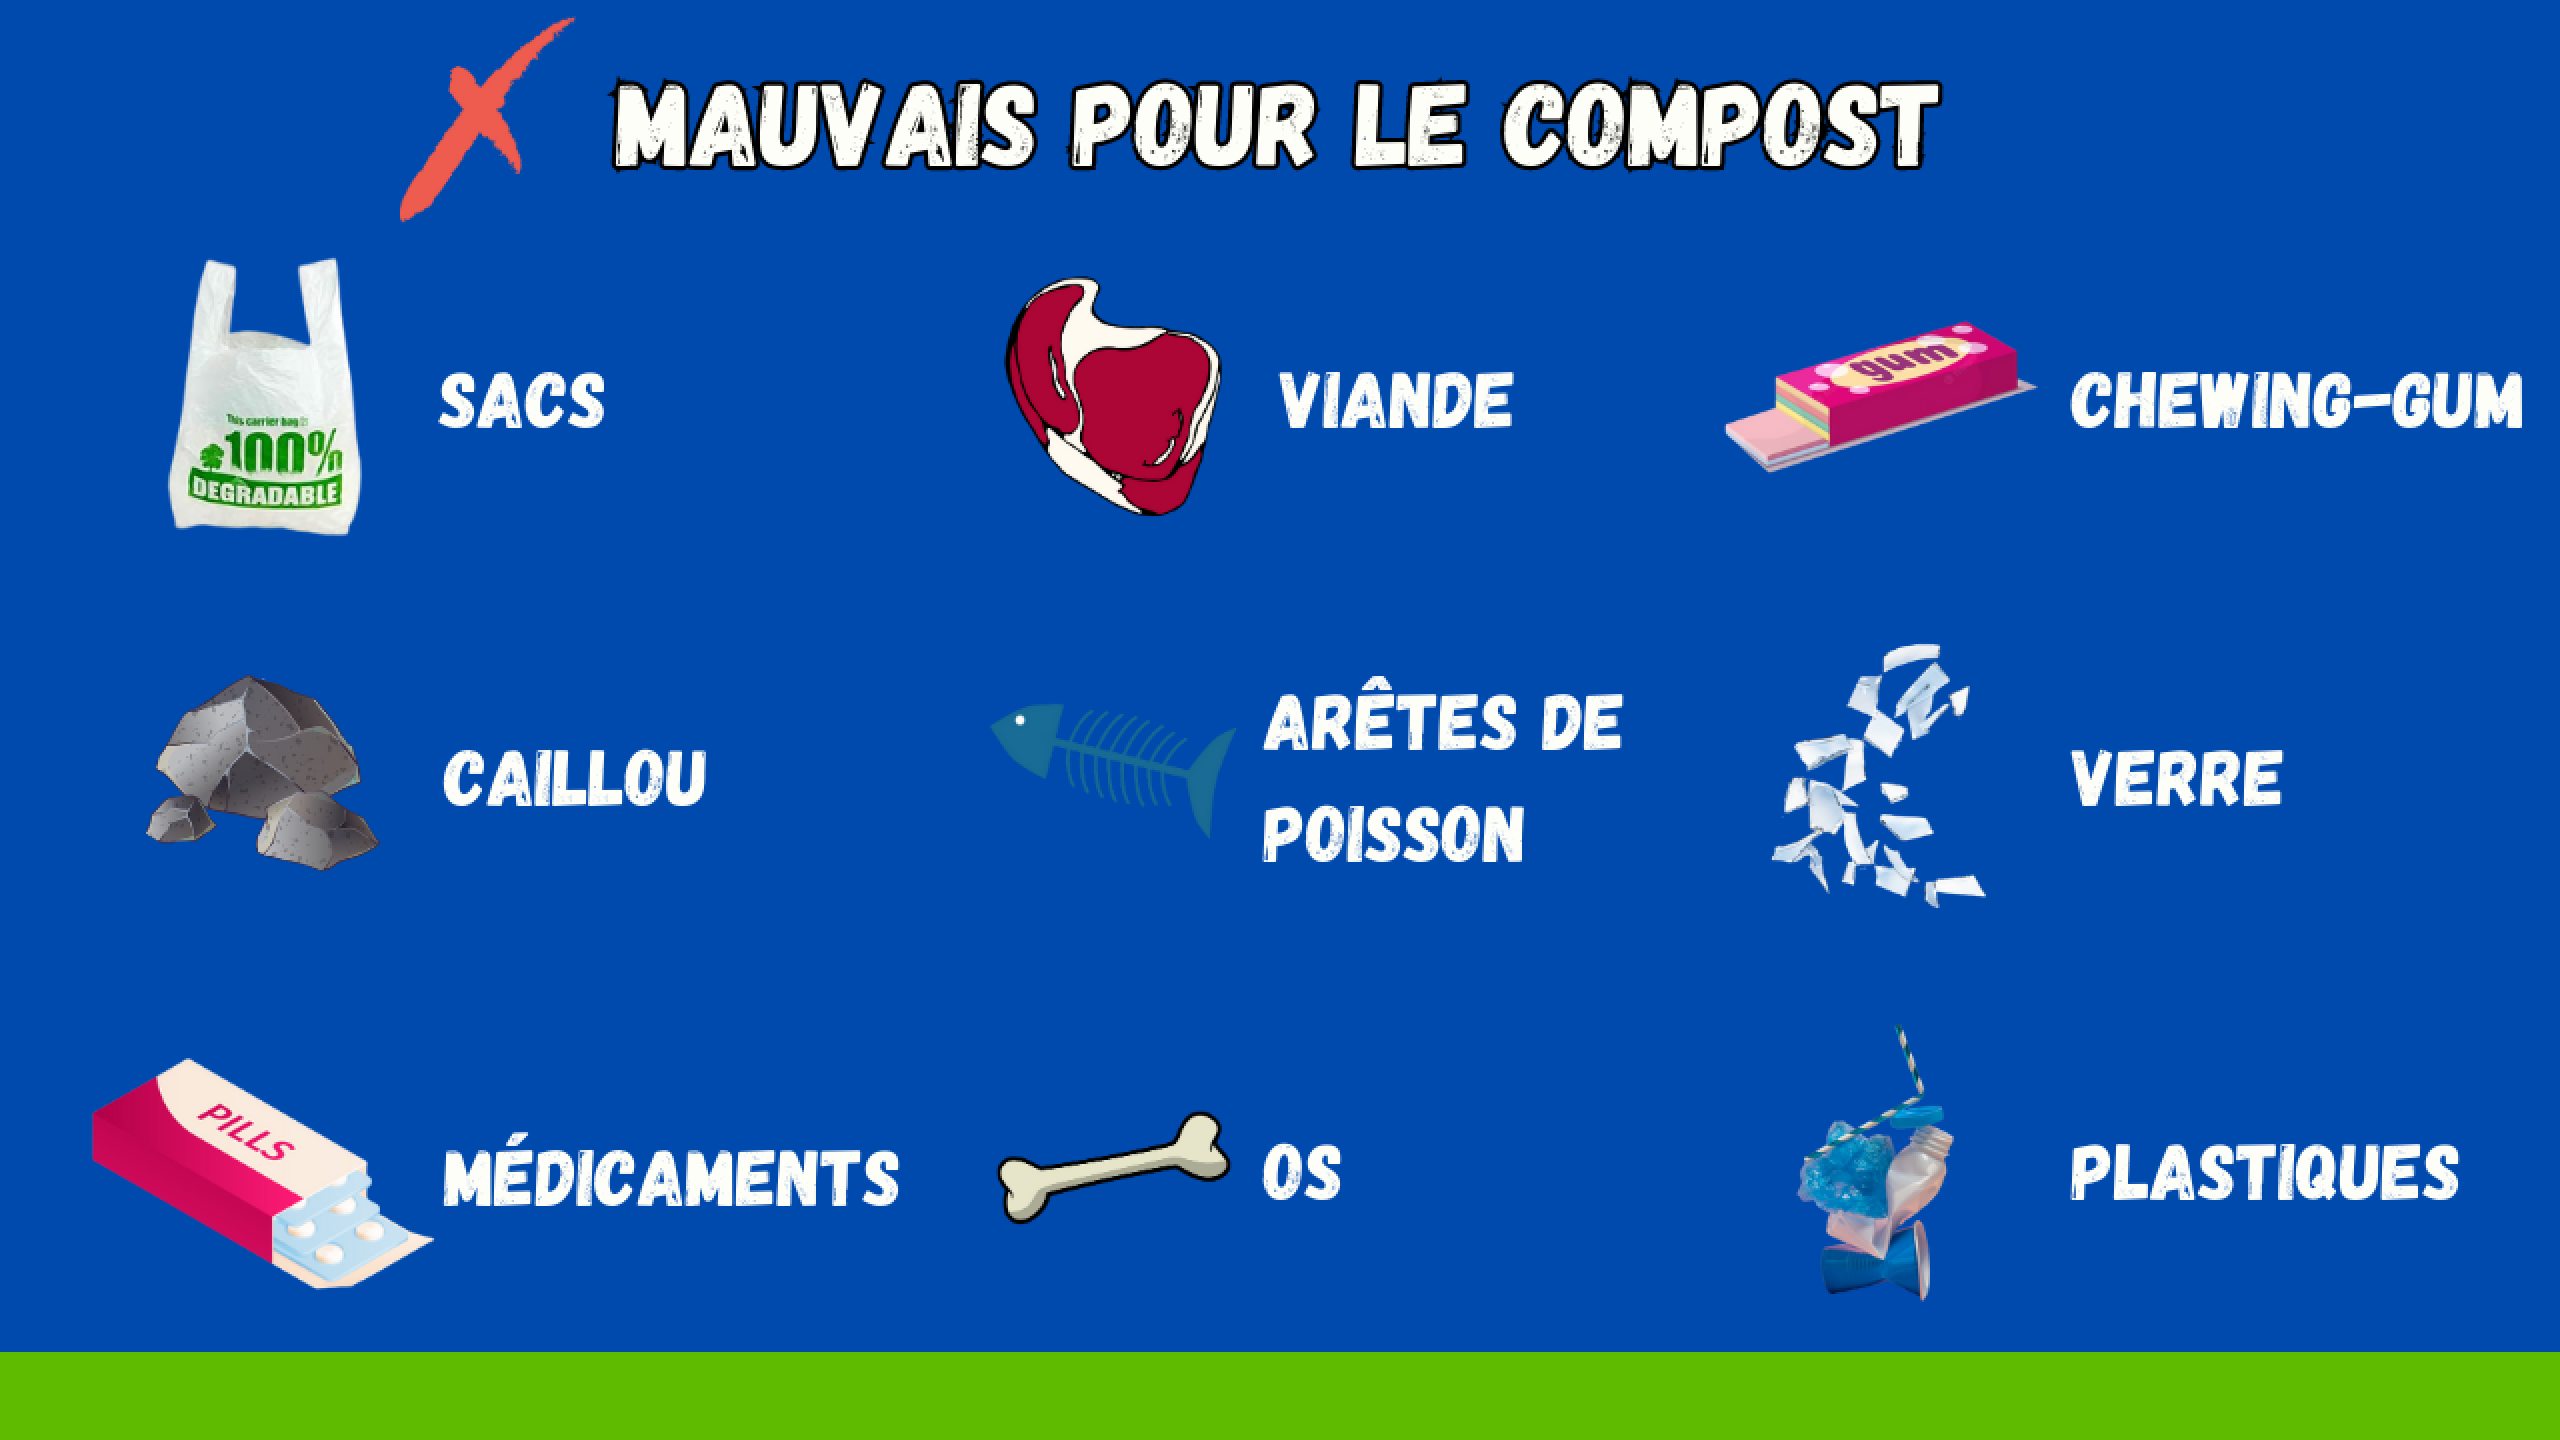 MAUVAIS POUR LE COMPOST
This carrier bag is
100%
DEGRADABLE
SACS
VIANDE
gum
CHEWING-GUM
CAILLOU
ARÊTES DE
POISSON
VERRE
PILLS
MÉDICAMENTS
OS
PLASTIQUES